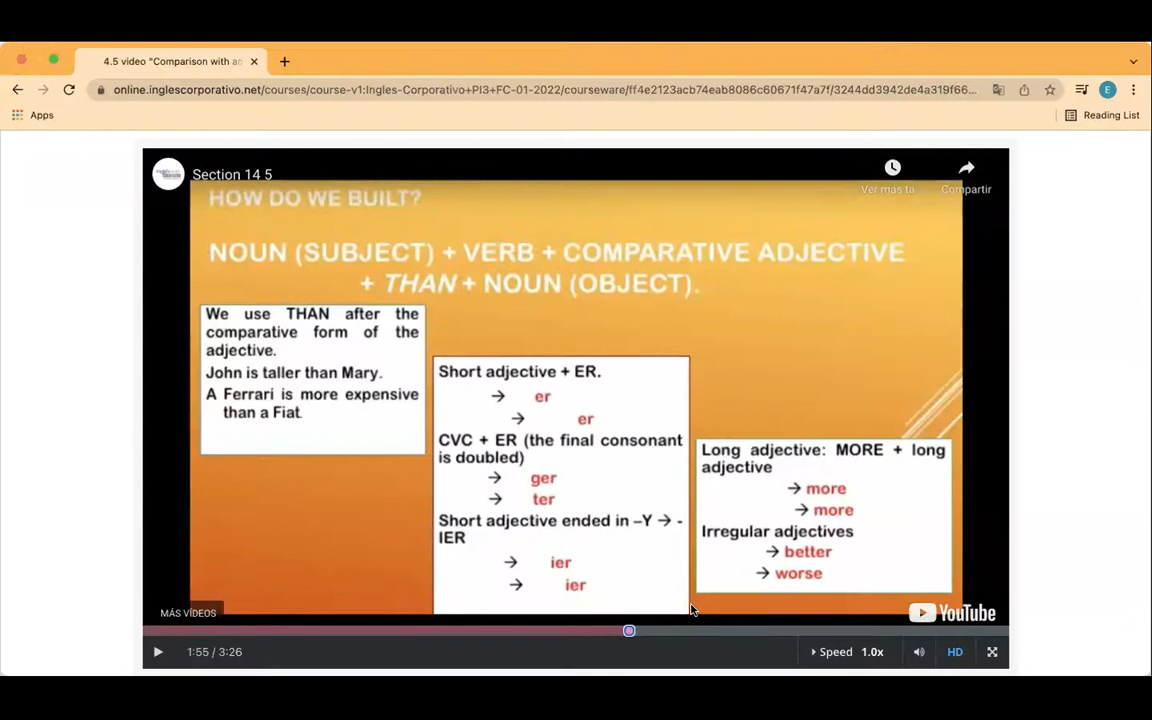 4.5 video "Comparison with ac
online.inglescorporativo.net/courses/course-v1:Ingles-Corporativo+PI3+FC-01-2022/courseware/ff4e2123acb74eab8086c60671f47a7f/3244dd3942de4a319f66...
E
Apps
Reading List
Section 14 5
Ver más ta
Compartir
HOW DO WE BUILT?
NOUN (SUBJECT) + VERB + COMPARATIVE ADJECTIVE
+ THAN + NOUN (OBJECT).
We use THAN after the
comparative form of the
adjective.
John is taller than Mary.
A Ferrari is more expensive
than a Fiat
Short adjective + ER.
→ er
→ er
CVC + ER (the final consonant
is doubled)
→ ger
→ ter
Short adjective ended in –Y → -
IER
→ ier
→ ier
Long adjective: MORE + long
adjective
→ more
→ more
Irregular adjectives
→ better
→ worse
MÁS VÍDEOS
YouTube
1:55 / 3:26
Speed 1.0x
HD